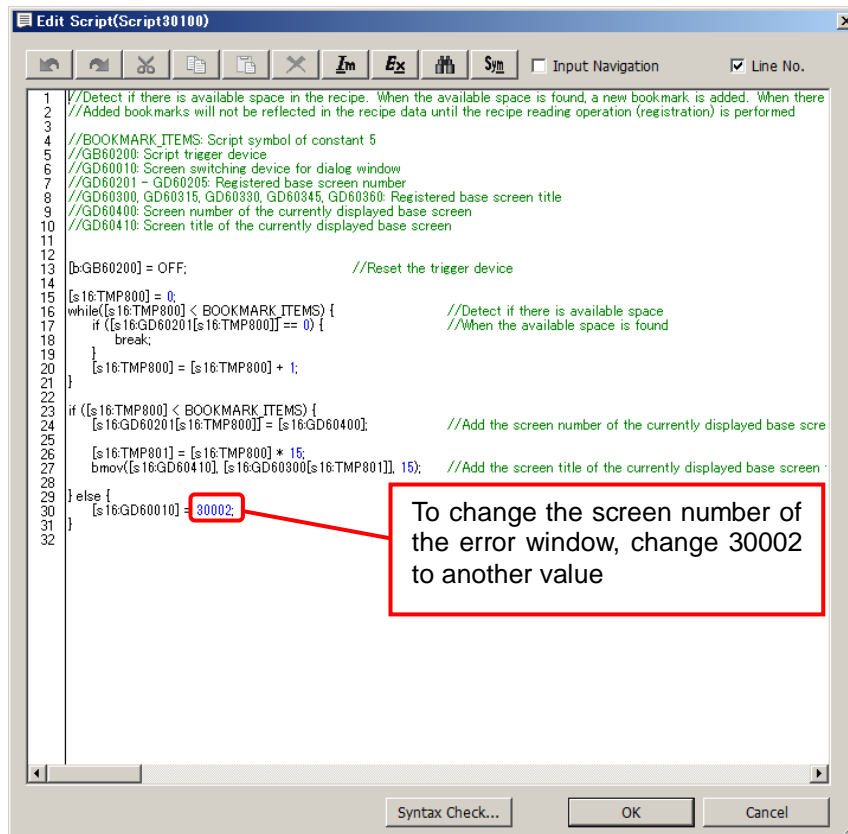 Edit Script(Script30100)
Im Ex Sym Input Navigation Line No.
1 //Detect if there is available space in the recipe. When the available space is found, a new bookmark is added. When there
2 //Added bookmarks will not be reflected in the recipe data until the recipe reading operation (registration) is performed
3
4 //BOOKMARK_ITEMS: Script symbol of constant 5
5 //GB60200: Script trigger device
6 //GD60010: Screen switching device for dialog window
7 //GD60201 - GD60205: Registered base screen number
8 //GD60300, GD60315, GD60330, GD60345, GD60360: Registered base screen title
9 //GD60400: Screen number of the currently displayed base screen
10 //GD60410: Screen title of the currently displayed base screen
11
12
13 [b:GB60200] = OFF; //Reset the trigger device
14
15 [s16:TMP800] = 0;
16 while([s16:TMP800] < BOOKMARK_ITEMS) { //Detect if there is available space
17 if ([s16:GD60201[s16:TMP800]] == 0) { //When the available space is found
18 break;
19 }
20 [s16:TMP800] = [s16:TMP800] + 1;
21 }
22
23 if ([s16:TMP800] < BOOKMARK_ITEMS) {
24 [s16:GD60201[s16:TMP800]] = [s16:GD60400]; //Add the screen number of the currently displayed base scre
25
26 [s16:TMP801] = [s16:TMP800] * 15;
27 bmov([s16:GD60410], [s16:GD60300[s16:TMP801]], 15); //Add the screen title of the currently displayed base screen
28
29 } else {
30 [s16:GD60010] = 30002;
31 }
32
To change the screen number of
the error window, change 30002
to another value
Syntax Check... OK Cancel